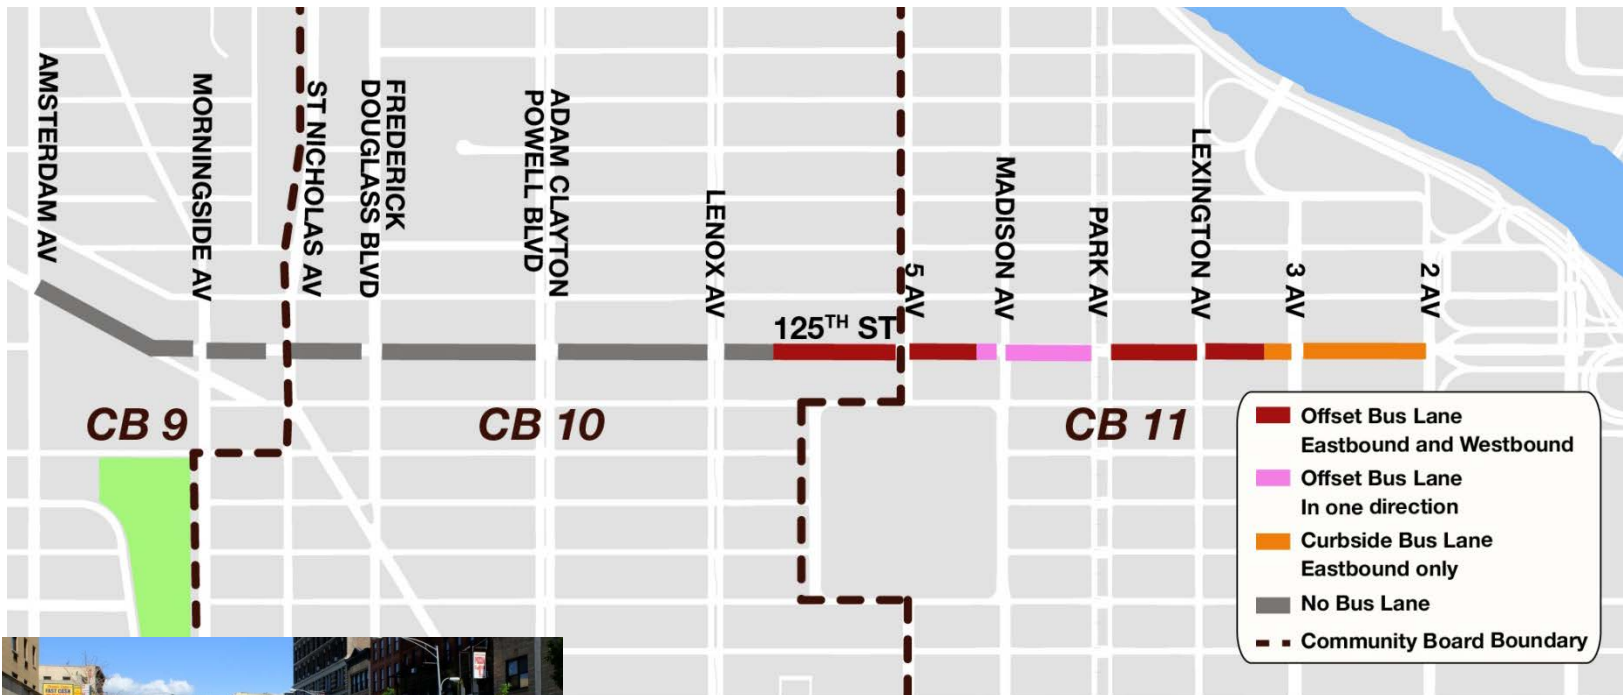 AMSTERDAM AV
MORNINGSIDE AV
ST NICHOLAS AV
FREDERICK
DOUGLASS BLVD
ADAM CLAYTON
POWELL BLVD
LENOX AV
5 AV
MADISON AV
PARK AV
LEXINGTON AV
3 AV
2 AV
125TH ST
CB 9
CB 10
CB 11
Offset Bus Lane
Eastbound and Westbound
Offset Bus Lane
In one direction
Curbside Bus Lane
Eastbound only
No Bus Lane
Community Board Boundary